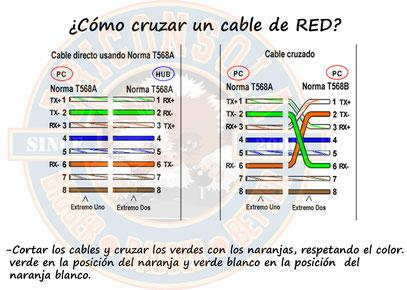 ¿Cómo cruzar un cable de RED?
Cable directo usando Norma T568A
PC HUB
Norma T568A Norma T568A
TX+ 1 1 RX+
TX- 2 2 RX-
RX+ 3 3 TX+
4 4
5 5
RX- 6 6 TX-
7 7
8 8
Extremo Uno Extremo Dos
Cable cruzado
PC PC
Norma T568A Norma T568B
TX+ 1 1 TX+
TX- 2 2 TX-
RX+ 3 3 RX+
4 4
5 5
RX- 6 6 RX-
7 7
8 8
Extremo Uno Extremo Dos
-Cortar los cables y cruzar los verdes con los naranjas, respetando el color.
verde en la posición del naranja y verde blanco en la posición del
naranja blanco.